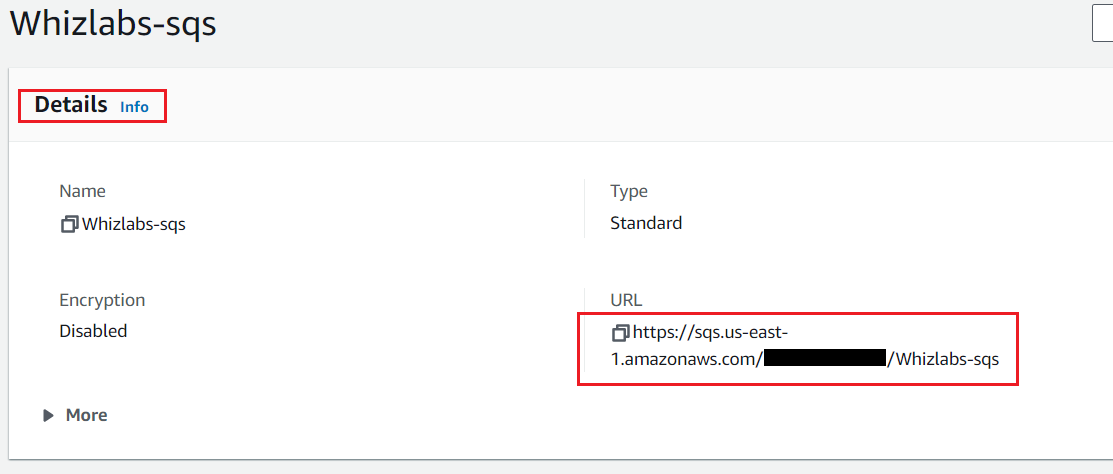 Whizlabs-sqs
Details Info
Name
Whizlabs-sqs
Type
Standard
Encryption
Disabled
URL
https://sqs.us-east-
1.amazonaws.com/ /Whizlabs-sqs
More